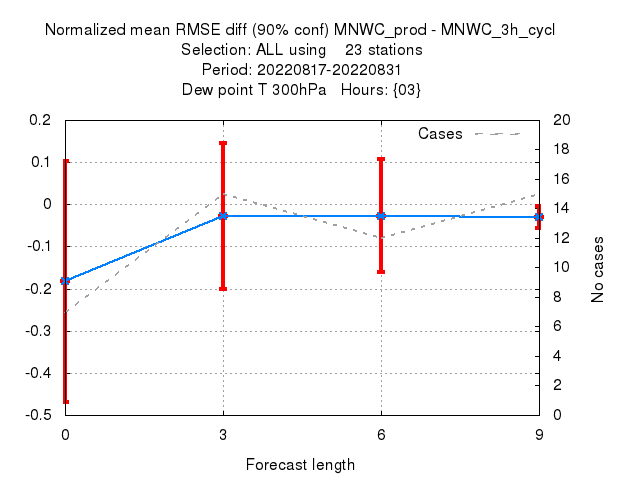 Normalized mean RMSE diff (90% conf) MNWC_prod - MNWC_3h_cycl
Selection: ALL using 23 stations
Period: 20220817-20220831
Dew point T 300hPa Hours: {03}
Cases
0.2
0.1
0
-0.1
-0.2
-0.3
-0.4
-0.5
20
18
16
14
12
10
8
6
4
2
0
No cases
0 3 6 9
Forecast length